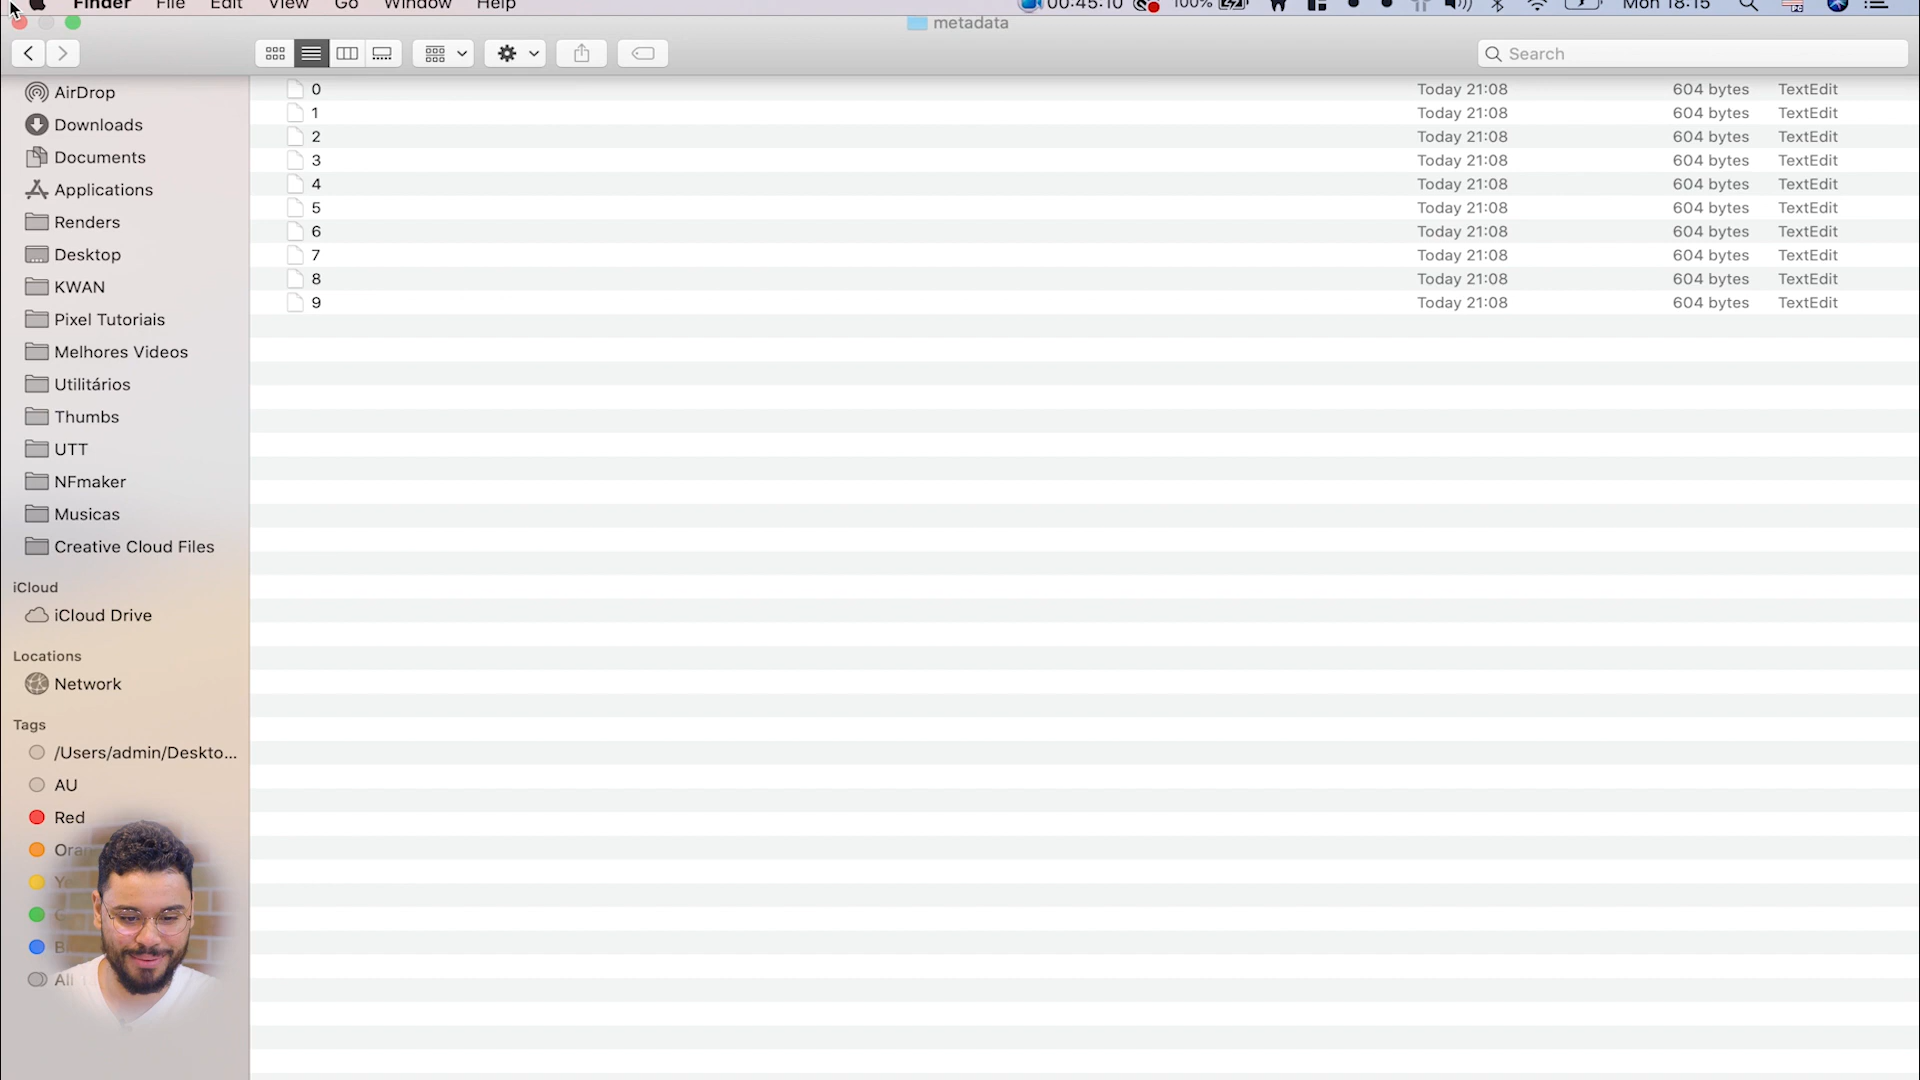 Finder File Edit View Go Window Help 00:45:10 100% Mon 18:15
metadata
Search
AirDrop
Downloads
Documents
Applications
Renders
Desktop
KWAN
Pixel Tutoriais
Melhores Videos
Utilitários
Thumbs
UTT
NFmaker
Musicas
Creative Cloud Files
iCloud
iCloud Drive
Locations
Network
Tags
/Users/admin/Deskto...
AU
Red
All
0 Today 21:08 604 bytes TextEdit
1 Today 21:08 604 bytes TextEdit
2 Today 21:08 604 bytes TextEdit
3 Today 21:08 604 bytes TextEdit
4 Today 21:08 604 bytes TextEdit
5 Today 21:08 604 bytes TextEdit
6 Today 21:08 604 bytes TextEdit
7 Today 21:08 604 bytes TextEdit
8 Today 21:08 604 bytes TextEdit
9 Today 21:08 604 bytes TextEdit